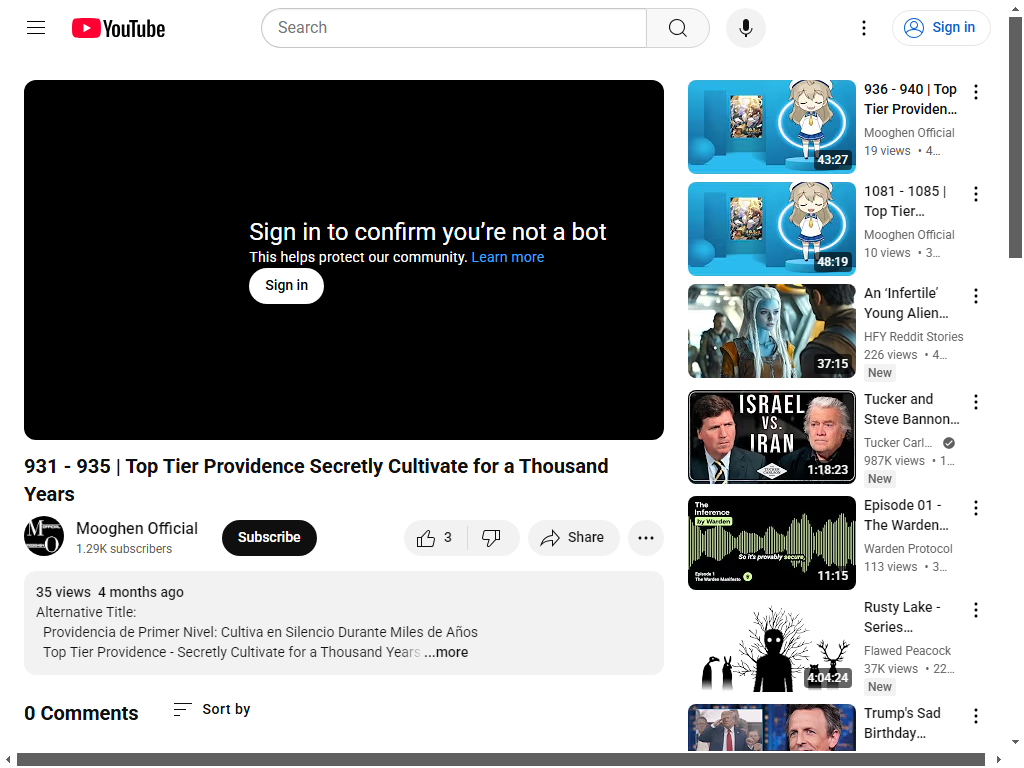 YouTube
Search
Sign in
Sign in to confirm you’re not a bot
This helps protect our community. Learn more
Sign in
931 - 935 | Top Tier Providence Secretly Cultivate for a Thousand
Years
Mooghen Official
1.29K subscribers
Subscribe
3
Share
35 views 4 months ago
Alternative Title:
Providencia de Primer Nivel: Cultiva en Silencio Durante Miles de Años
Top Tier Providence - Secretly Cultivate for a Thousand Years ...more
0 Comments
Sort by
43:27
936 - 940 | Top
Tier Providen...
Mooghen Official
19 views • 4...
48:19
1081 - 1085 |
Top Tier...
Mooghen Official
10 views • 3...
37:15
An ‘Infertile’
Young Alien...
HFY Reddit Stories
226 views • 4...
New
ISRAEL
VS.
IRAN
1:18:23
Tucker and
Steve Bannon...
Tucker Carl...
987K views • 1...
New
The
Inference
by Warden
So it's provably secure,
Episode 1
The Warden Manifesto
11:15
Episode 01 -
The Warden...
Warden Protocol
113 views • 3...
4:04:24
Rusty Lake -
Series...
Flawed Peacock
37K views • 22...
New
Trump's Sad
Birthday...